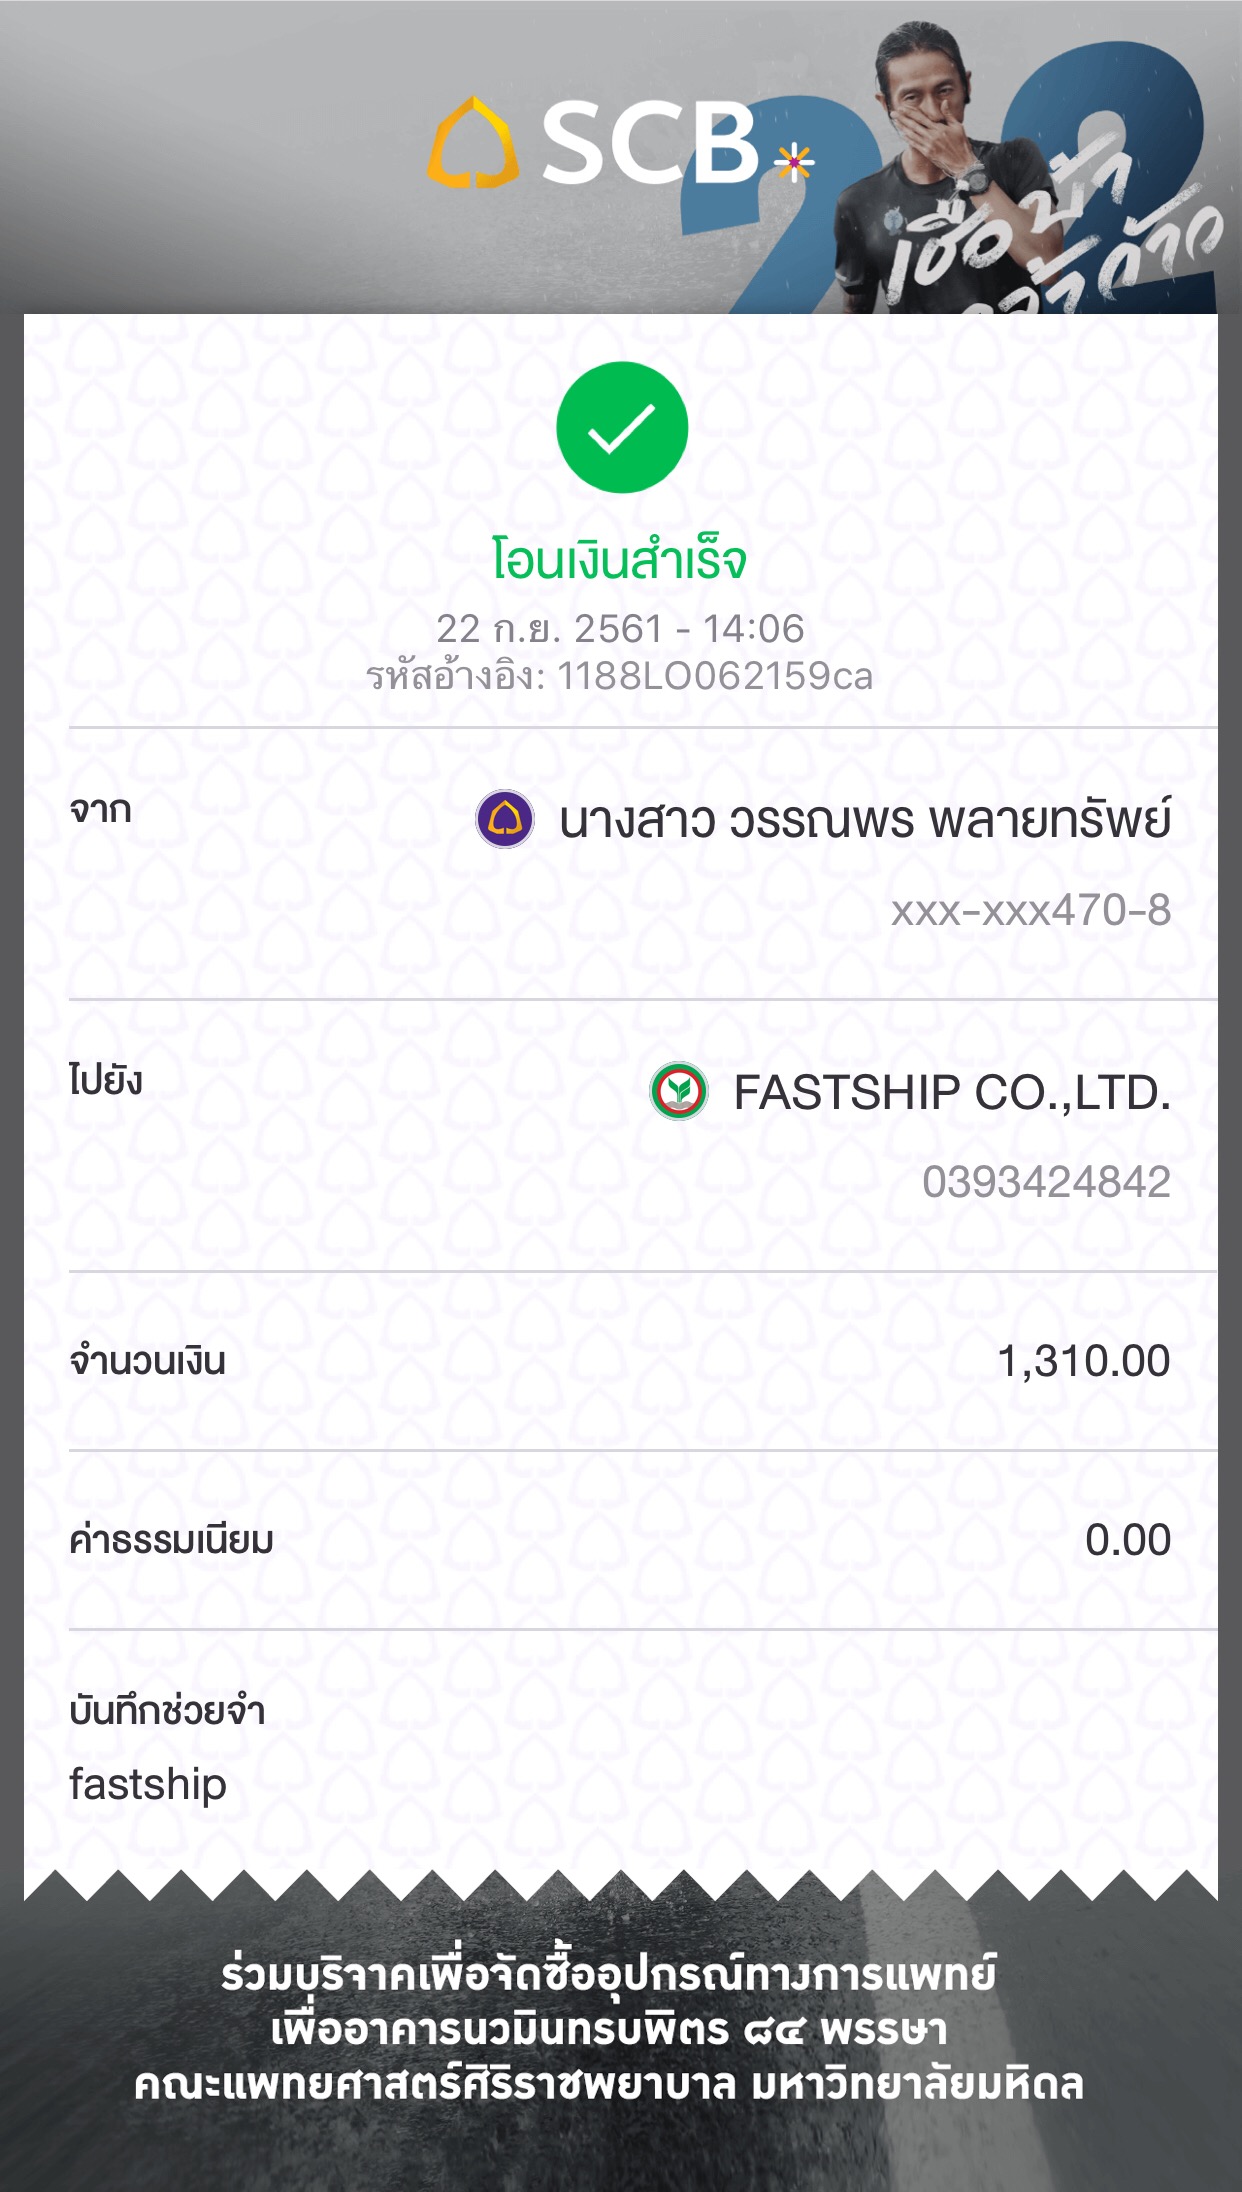 SCB
22
เชื่อบ้า
กล้าก้าว
โอนเงินสำเร็จ
22 ก.ย. 2561 - 14:06
รหัสอ้างอิง: 1188LO062159ca
จาก
นางสาว วรรณพร พลายทรัพย์
xxx-xxx470-8
ไปยัง
FASTSHIP CO.,LTD.
0393424842
จำนวนเงิน
1,310.00
ค่าธรรมเนียม
0.00
บันทึกช่วยจำ
fastship
ร่วมบริจาคเพื่อจัดซื้ออุปกรณ์ทางการแพทย์
เพื่ออาคารนวมินทรบพิตร ๘๔ พรรษา
คณะแพทยศาสตร์ศิริราชพยาบาล มหาวิทยาลัยมหิดล